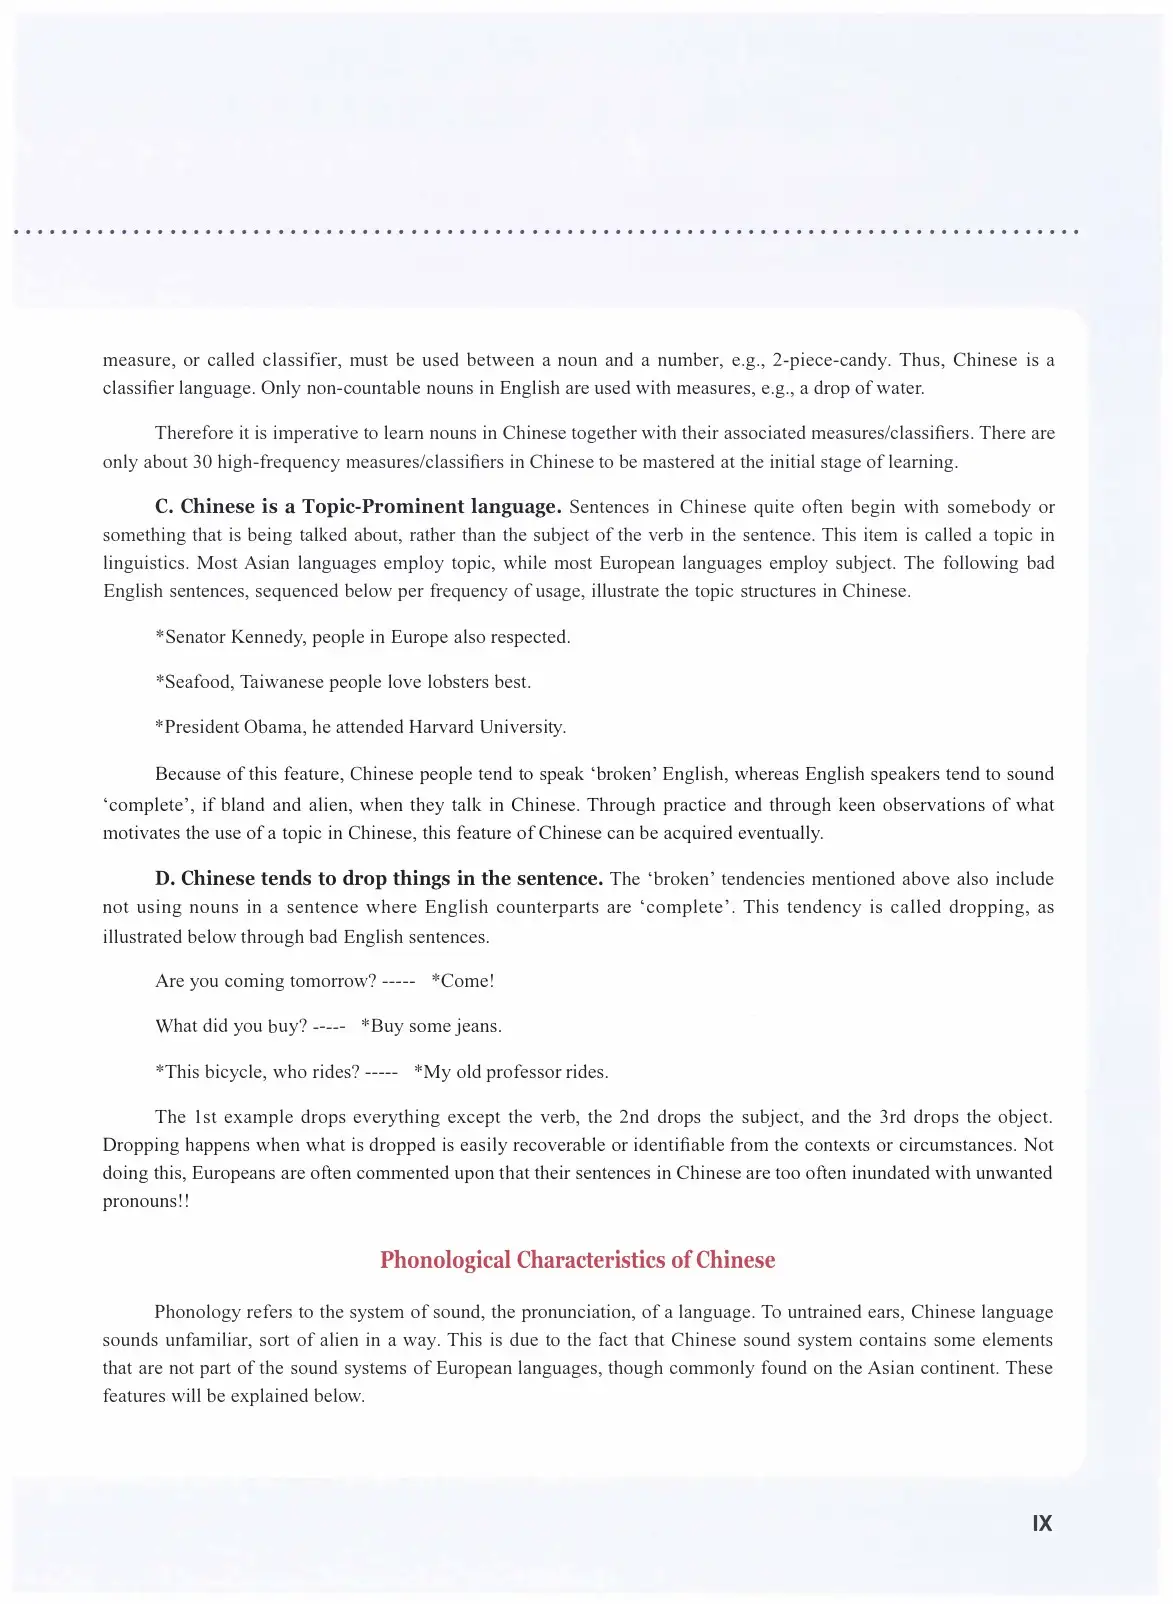 measure, or called classifier, must be used between a noun and a number, e.g., 2-piece-candy. Thus, Chinese is a
classifier language. Only non-countable nouns in English are used with measures, e.g., a drop of water.
Therefore it is imperative to learn nouns in Chinese together with their associated measures/classifiers. There are
only about 30 high-frequency measures/classifiers in Chinese to be mastered at the initial stage of learning.
C. Chinese is a Topic-Prominent language. Sentences in Chinese quite often begin with somebody or
something that is being talked about, rather than the subject of the verb in the sentence. This item is called a topic in
linguistics. Most Asian languages employ topic, while most European languages employ subject. The following bad
English sentences, sequenced below per frequency of usage, illustrate the topic structures in Chinese.
*Senator Kennedy, people in Europe also respected.
*Seafood, Taiwanese people love lobsters best.
*President Obama, he attended Harvard University.
Because of this feature, Chinese people tend to speak ‘broken’ English, whereas English speakers tend to sound
‘complete’, if bland and alien, when they talk in Chinese. Through practice and through keen observations of what
motivates the use of a topic in Chinese, this feature of Chinese can be acquired eventually.
D. Chinese tends to drop things in the sentence. The ‘broken’ tendencies mentioned above also include
not using nouns in a sentence where English counterparts are ‘complete’. This tendency is called dropping, as
illustrated below through bad English sentences.
Are you coming tomorrow? ----- *Come!
What did you buy? ----- *Buy some jeans.
*This bicycle, who rides? ----- *My old professor rides.
The 1st example drops everything except the verb, the 2nd drops the subject, and the 3rd drops the object.
Dropping happens when what is dropped is easily recoverable or identifiable from the contexts or circumstances. Not
doing this, Europeans are often commented upon that their sentences in Chinese are too often inundated with unwanted
pronouns!!
Phonological Characteristics of Chinese
Phonology refers to the system of sound, the pronunciation, of a language. To untrained ears, Chinese language
sounds unfamiliar, sort of alien in a way. This is due to the fact that Chinese sound system contains some elements
that are not part of the sound systems of European languages, though commonly found on the Asian continent. These
features will be explained below.
IX